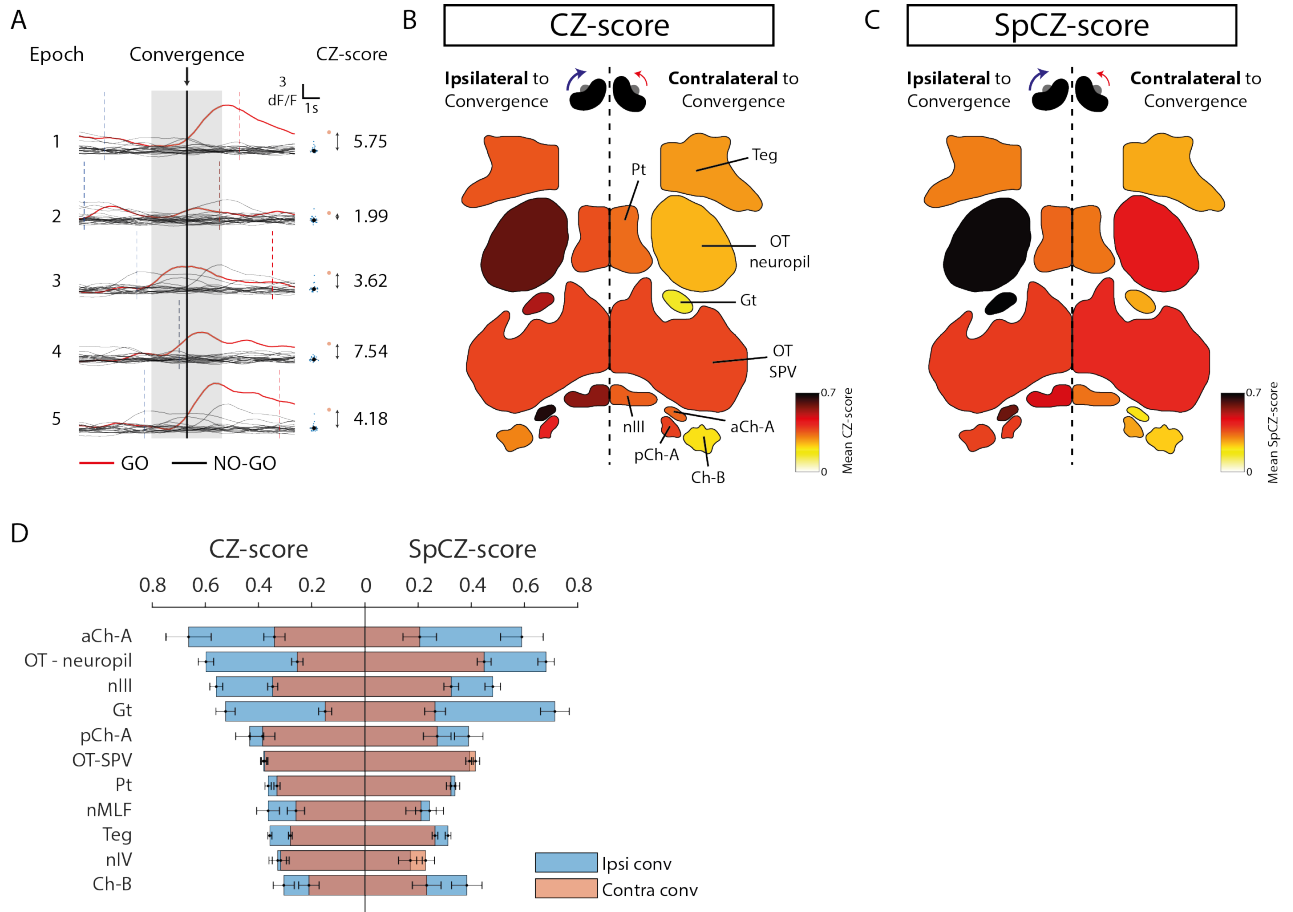 A
Epoch
Convergence
CZ-score
3
dF/F
1s
1
5.75
2
1.99
3
3.62
4
7.54
5
4.18
GO
NO-GO
B
CZ-score
Ipsilateral to
Convergence
Contralateral to
Convergence
Pt
Teg
OT
neuropil
Gt
OT
SPV
nIII
aCh-A
pCh-A
Ch-B
0.7
0
Mean CZ-score
C
SpCZ-score
Ipsilateral to
Convergence
Contralateral to
Convergence
0.7
0
Mean SpCZ-score
D
CZ-score
SpCZ-score
0.8 0.6 0.4 0.2 0 0.2 0.4 0.6 0.8
aCh-A
OT - neuropil
nIII
Gt
pCh-A
OT-SPV
Pt
nMLF
Teg
nIV
Ch-B
Ipsi conv
Contra conv